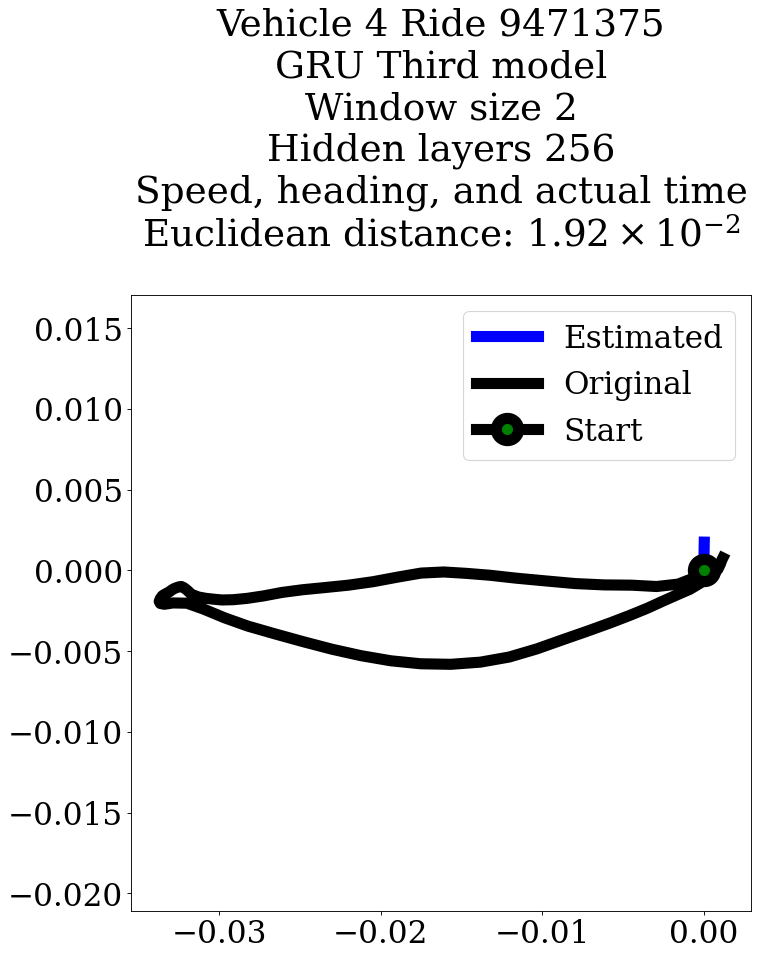 Vehicle 4 Ride 9471375
GRU Third model
Window size 2
Hidden layers 256
Speed, heading, and actual time
Euclidean distance: 1.92 × 10⁻²
Estimated
Original
Start
0.015
0.010
0.005
0.000
−0.005
−0.010
−0.015
−0.020
−0.03 −0.02 −0.01 0.00